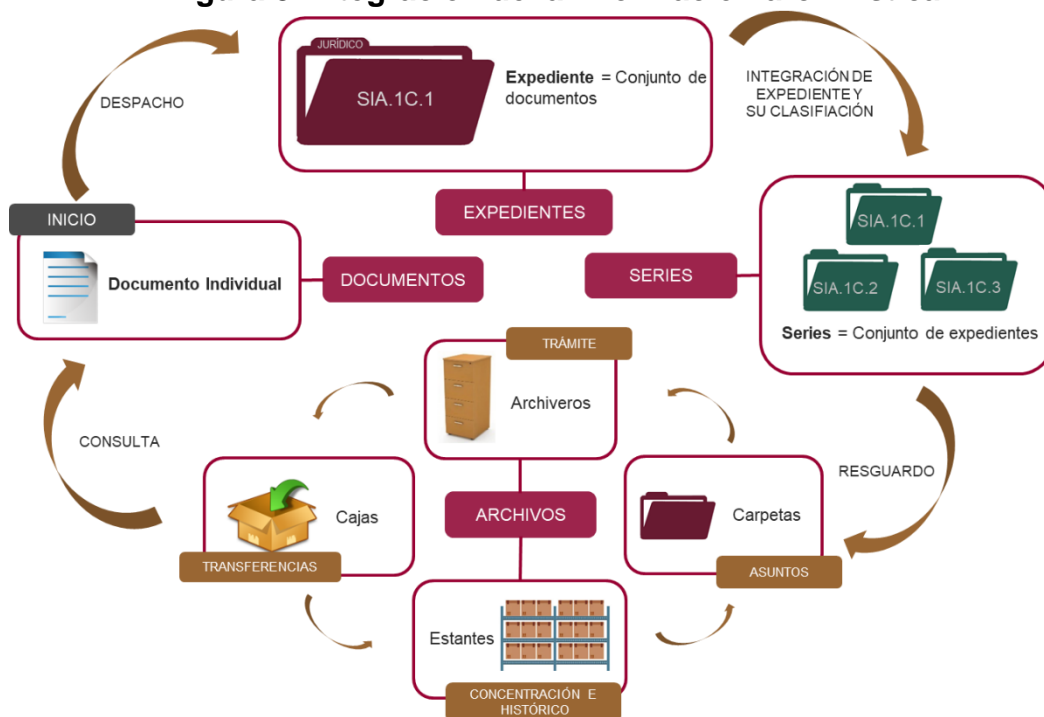 JURÍDICO
SIA.1C.1
Expediente = Conjunto de
documentos
DESPACHO
INTEGRACIÓN DE
EXPEDIENTE Y
SU CLASIFIACIÓN
EXPEDIENTES
INICIO
Documento Individual
DOCUMENTOS
SERIES
SIA.1C.1
SIA.1C.2
SIA.1C.3
Series = Conjunto de expedientes
TRÁMITE
Archiveros
CONSULTA
RESGUARDO
Cajas
TRANSFERENCIAS
ARCHIVOS
Carpetas
ASUNTOS
Estantes
CONCENTRACIÓN E
HISTÓRICO